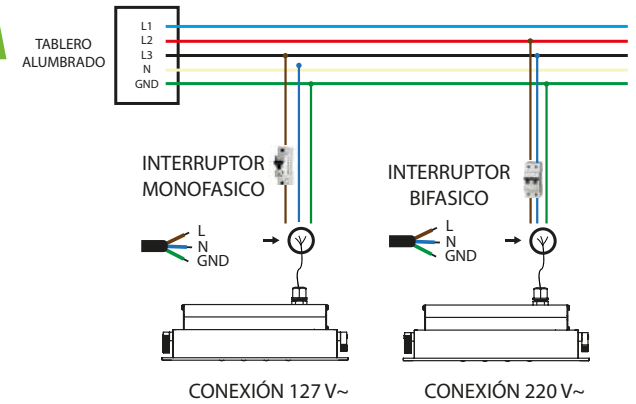 TABLERO
ALUMBRADO
L1
L2
L3
N
GND
INTERRUPTOR
MONOFASICO
INTERRUPTOR
BIFASICO
L
N
GND
L
N
GND
CONEXIÓN 127 V~
CONEXIÓN 220 V~